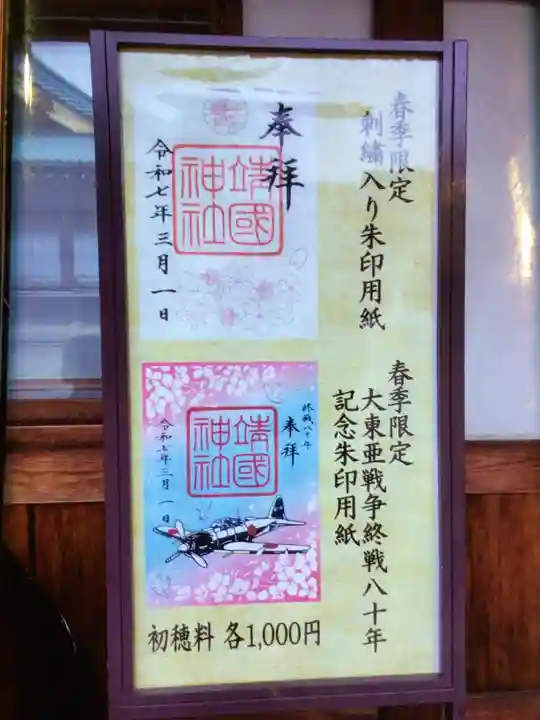 春季限定
刺繍入り朱印用紙
奉拝
靖國
神社
令和七年三月一日
春季限定
大東亜戦争終戦八十年
記念朱印用紙
終戦八十年
奉拝
靖國
神社
令和七年三月一日
初穂料 各1,000円